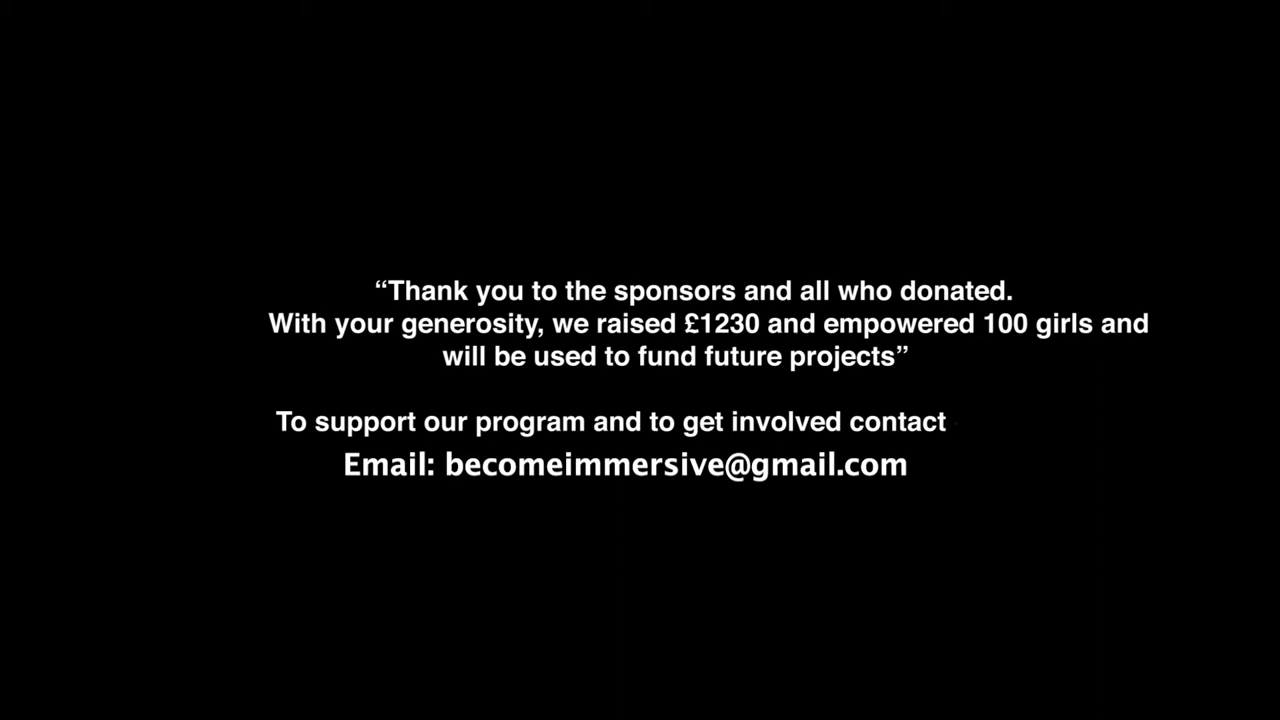 “Thank you to the sponsors and all who donated.
With your generosity, we raised £1230 and empowered 100 girls and
will be used to fund future projects”
To support our program and to get involved contact
Email: becomeimmersive@gmail.com